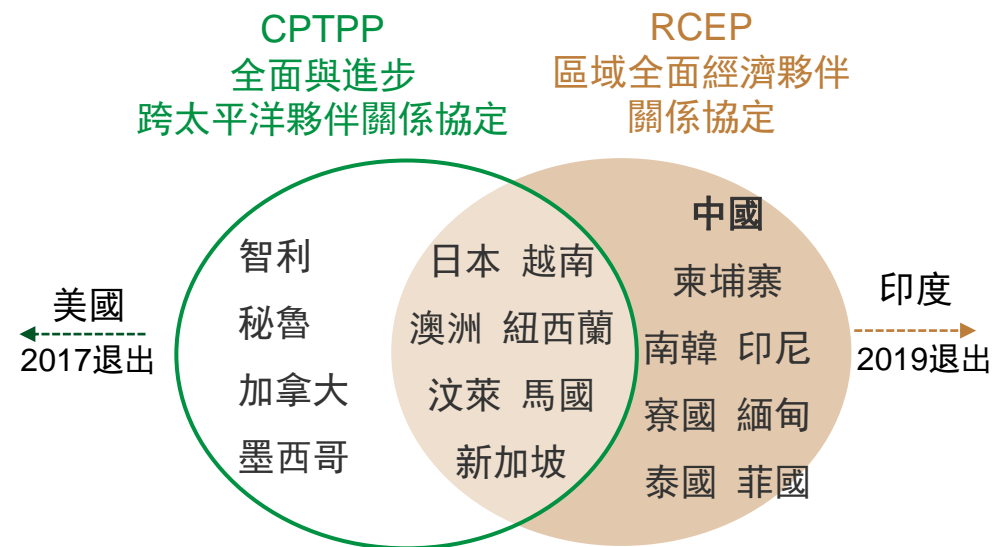 CPTPP
全面與進步
跨太平洋夥伴關係協定
RCEP
區域全面經濟夥伴
關係協定
美國
2017退出
智利
秘魯
加拿大
墨西哥
日本 越南
澳洲 紐西蘭
汶萊 馬國
新加坡
中國
柬埔寨
南韓 印尼
寮國 緬甸
泰國 菲國
印度
2019退出